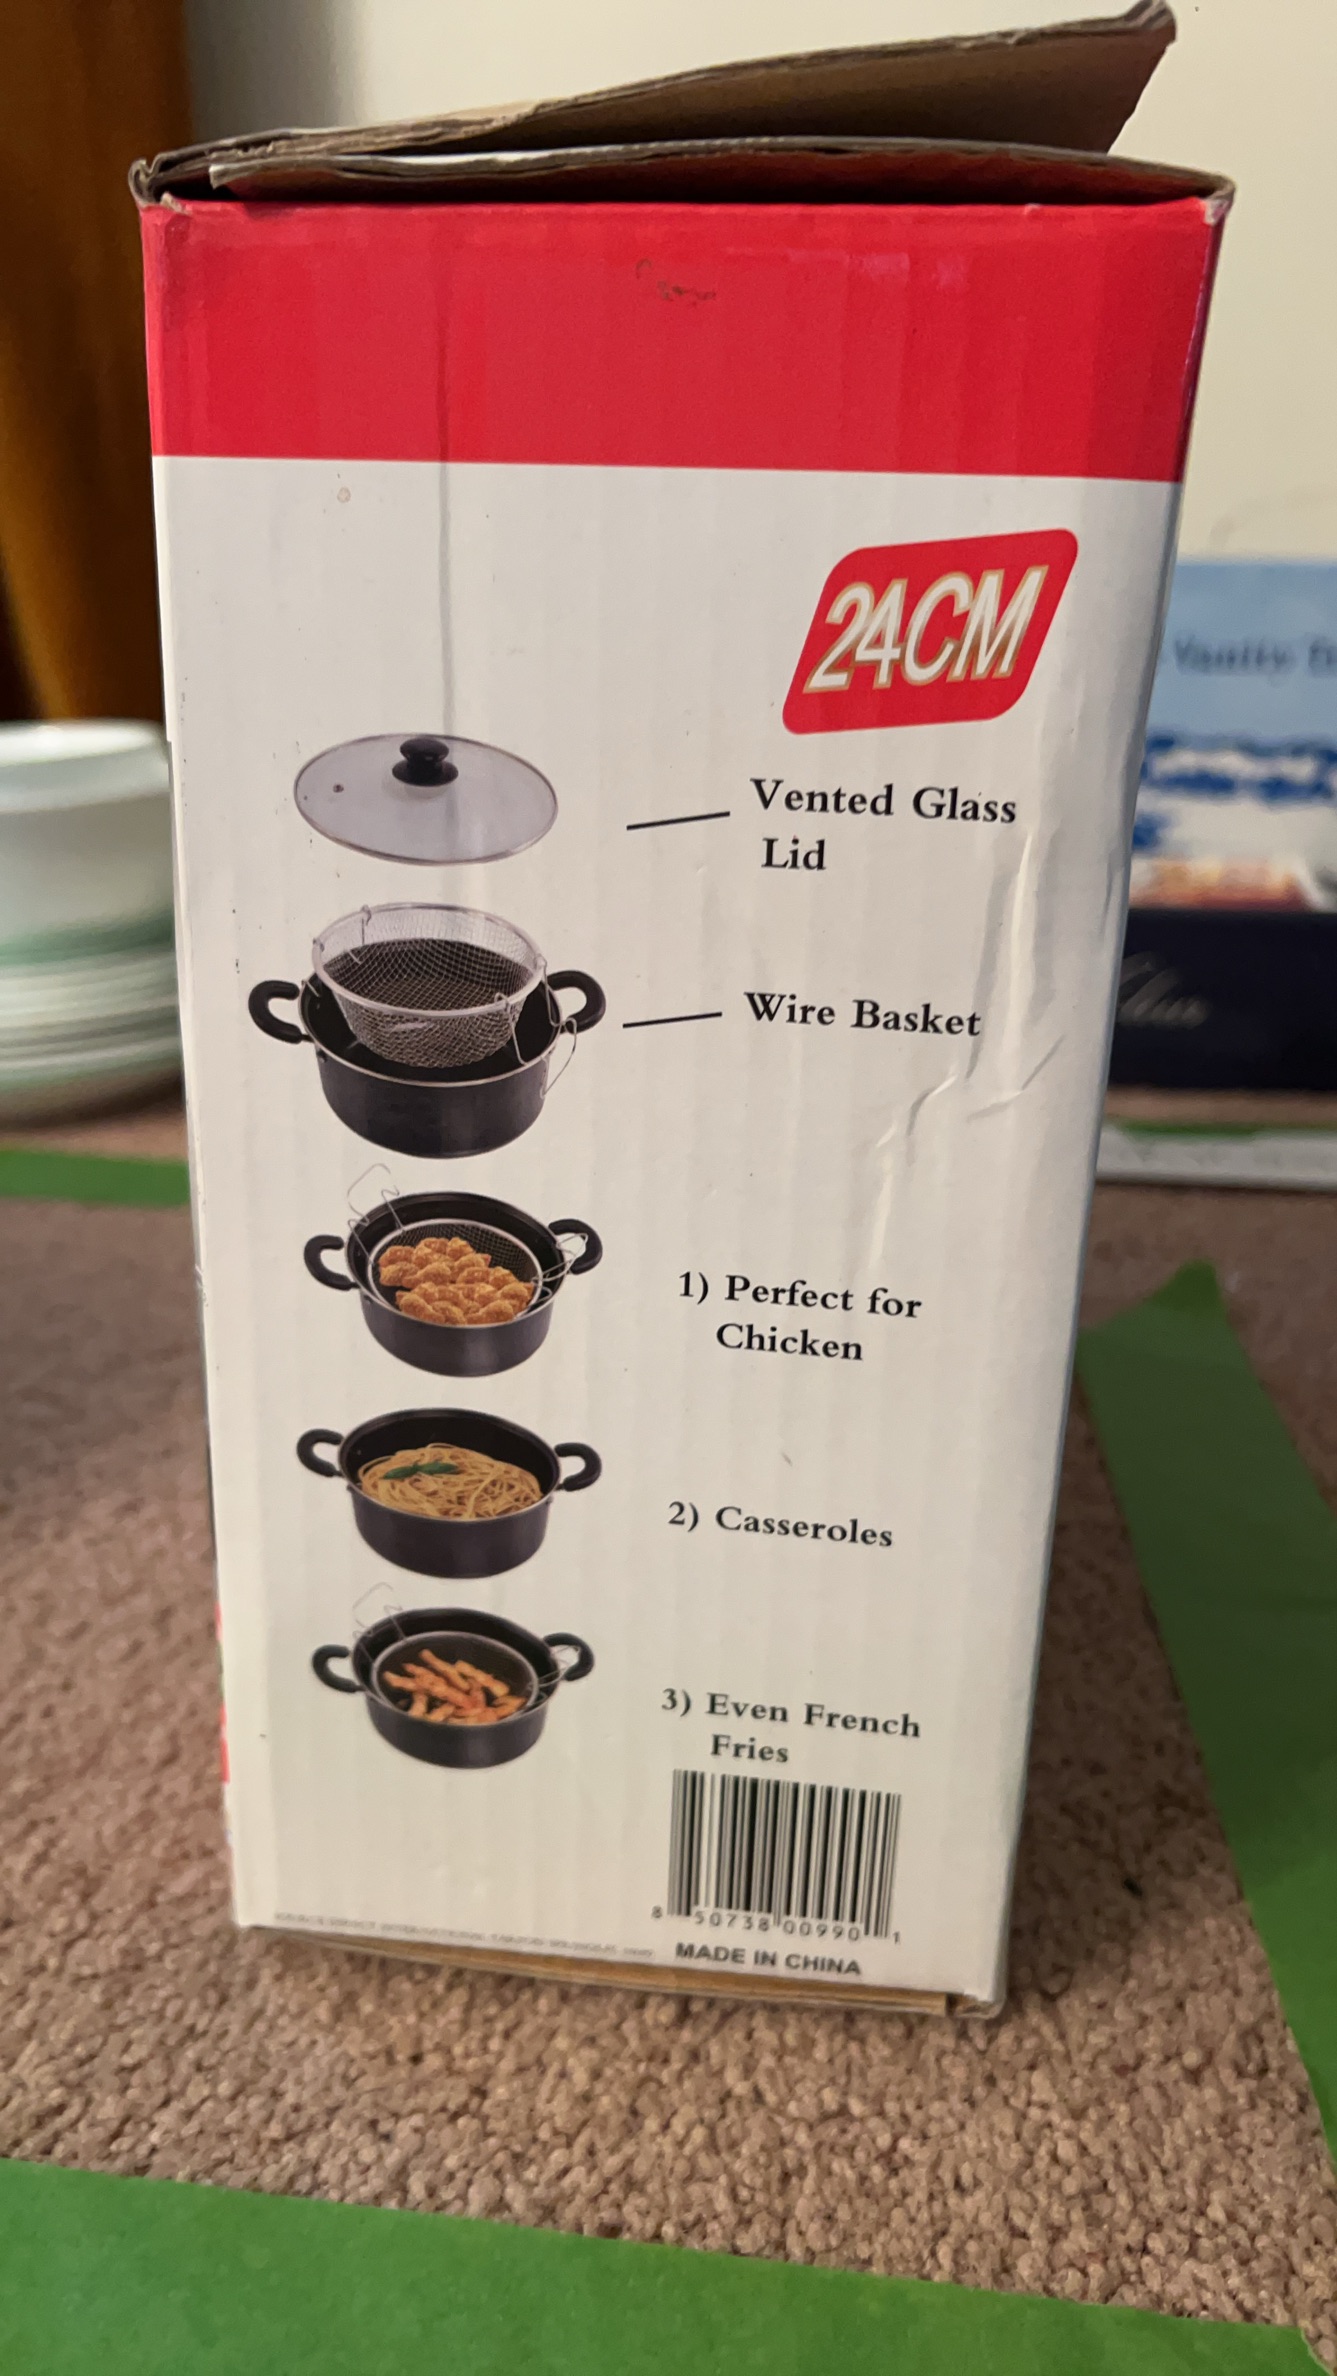 24CM
Vented Glass
Lid
Wire Basket
1) Perfect for
Chicken
2) Casseroles
3) Even French
Fries
8 50738 00990 1
MADE IN CHINA
Vanity